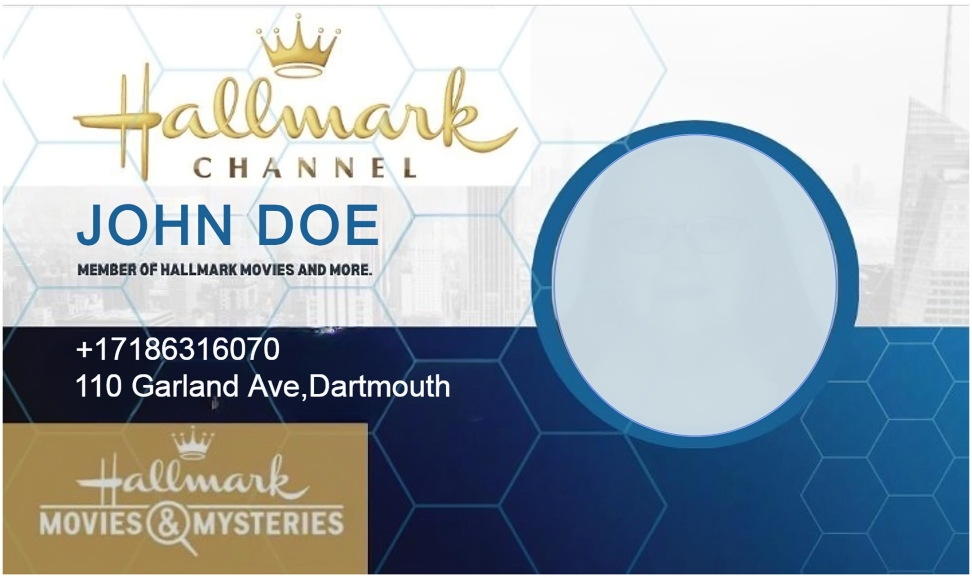 Hallmark
CHANNEL
JOHN DOE
MEMBER OF HALLMARK MOVIES AND MORE.
+17186316070
110 Garland Ave,Dartmouth
Hallmark
MOVIES & MYSTERIES